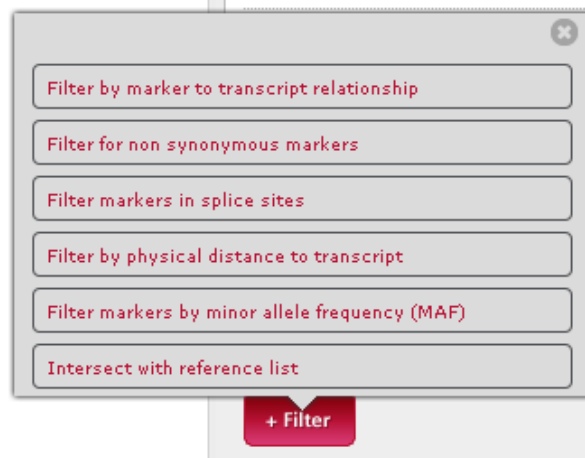 Filter by marker to transcript relationship
Filter for non synonymous markers
Filter markers in splice sites
Filter by physical distance to transcript
Filter markers by minor allele frequency (MAF)
Intersect with reference list
+ Filter